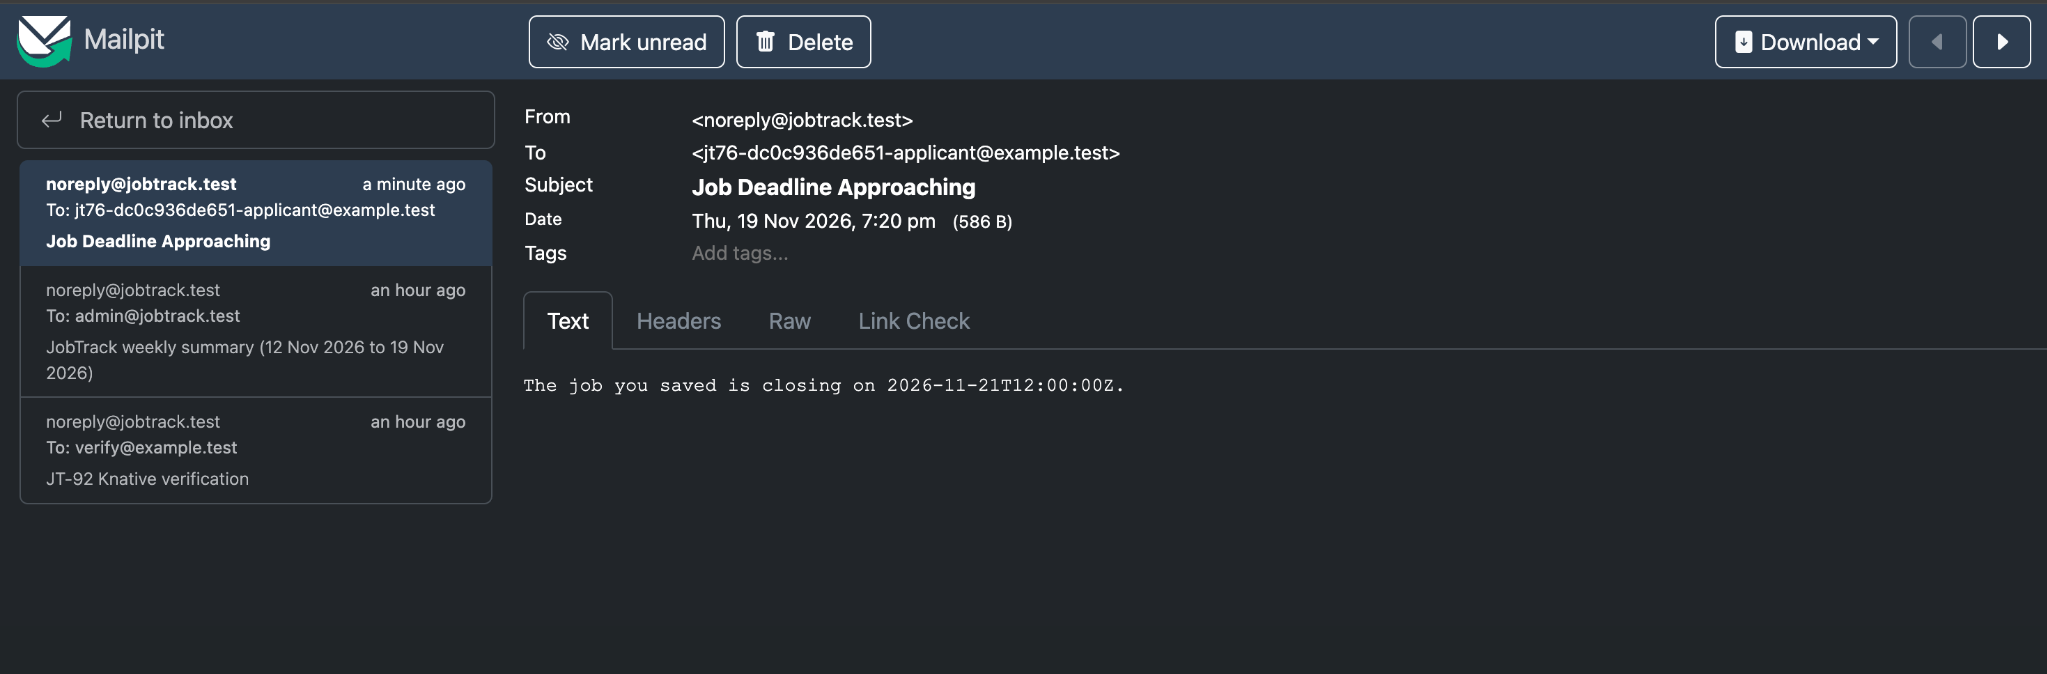 Mailpit
Mark unread
Delete
Download
Return to inbox
noreply@jobtrack.test a minute ago
To: jt76-dc0c936de651-applicant@example.test
Job Deadline Approaching
noreply@jobtrack.test an hour ago
To: admin@jobtrack.test
JobTrack weekly summary (12 Nov 2026 to 19 Nov
2026)
noreply@jobtrack.test an hour ago
To: verify@example.test
JT-92 Knative verification
From <noreply@jobtrack.test>
To <jt76-dc0c936de651-applicant@example.test>
Subject Job Deadline Approaching
Date Thu, 19 Nov 2026, 7:20 pm (586 B)
Tags Add tags...
Text Headers Raw Link Check
The job you saved is closing on 2026-11-21T12:00:00Z.